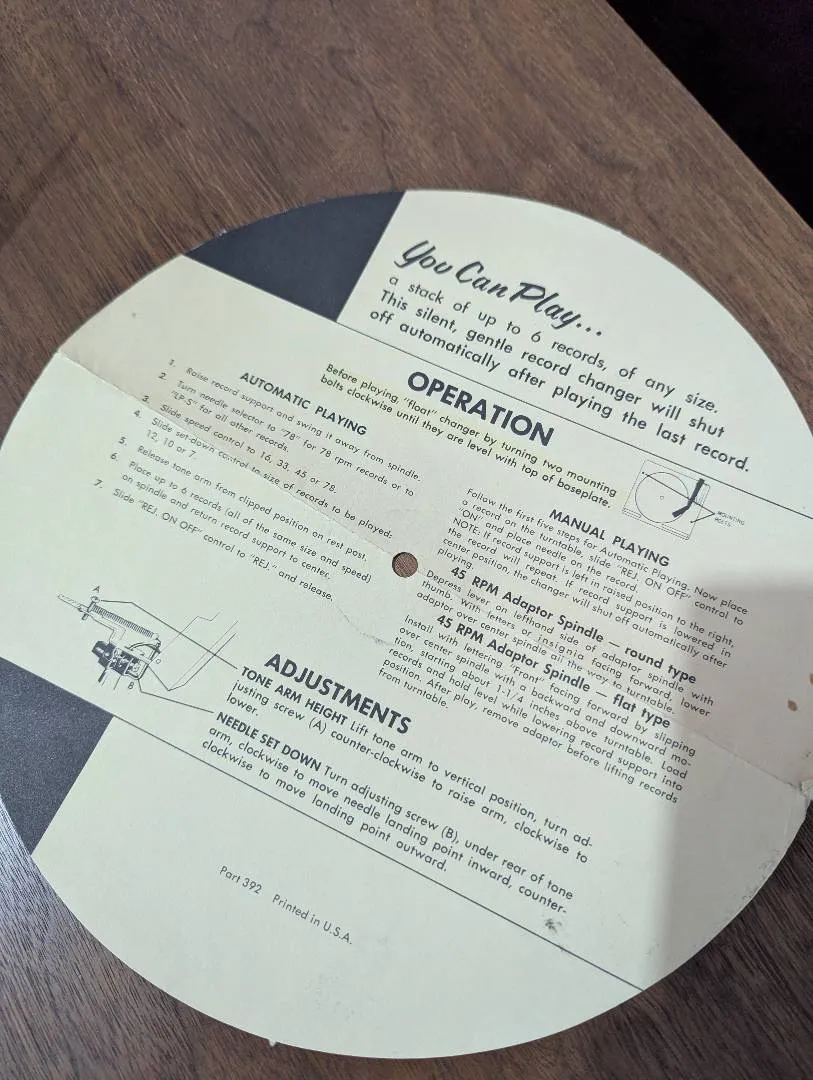 You Can Play...
a stack of up to 6 records, of any size.
This silent, gentle record changer will shut
off automatically after playing the last record.
OPERATION
Before playing, "float" changer by turning two mounting
bolts clockwise until they are level with top of baseplate.
AUTOMATIC PLAYING
1. Raise record support and swing it away from spindle.
2. Turn needle selector to "78" for 78 rpm records or to
"LP-S" for all other records.
3. Slide speed control to 16, 33, 45 or 78.
4. Slide set-down control to size of records to be played:
12, 10 or 7.
5. Release tone arm from clipped position on rest post.
6. Place up to 6 records (all of the same size and speed)
on spindle and return record support to center.
7. Slide "REJ. ON OFF" control to "REJ." and release.
MOUNTING
BOLTS
MANUAL PLAYING
Follow the first five steps for Automatic Playing. Now place
a record on the turntable, slide "REJ. ON OFF" control to
"ON" and place needle on the record.
NOTE: If record support is left in raised position to the right,
the record will repeat. If record support is lowered in
center position, the changer will shut off automatically after
playing.
45 RPM Adaptor Spindle — round type
Depress lever on lefthand side of adaptor spindle with
thumb. With letters or insignia facing forward, lower
adaptor over center spindle all the way to turntable.
45 RPM Adaptor Spindle — flat type
Install with lettering "Front" facing forward by slipping
over center spindle with a backward and downward mo-
tion, starting about 1-1/4 inches above turntable. Load
records and hold level while lowering record support into
position. After play, remove adaptor before lifting records
from turntable.
A
B
ADJUSTMENTS
TONE ARM HEIGHT Lift tone arm to vertical position, turn ad-
justing screw (A) counter-clockwise to raise arm, clockwise to
lower.
NEEDLE SET DOWN Turn adjusting screw (B), under rear of tone
arm, clockwise to move needle landing point inward, counter-
clockwise to move landing point outward.
Part 392 Printed in U.S.A.